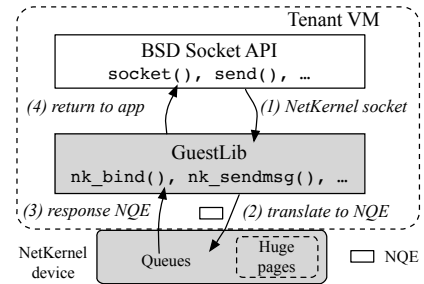 Tenant VM
BSD Socket API
socket(), send(), …
(4) return to app
(1) NetKernel socket
GuestLib
nk_bind(), nk_sendmsg(), …
(3) response NQE
(2) translate to NQE
NetKernel
device
Queues
Huge
pages
NQE